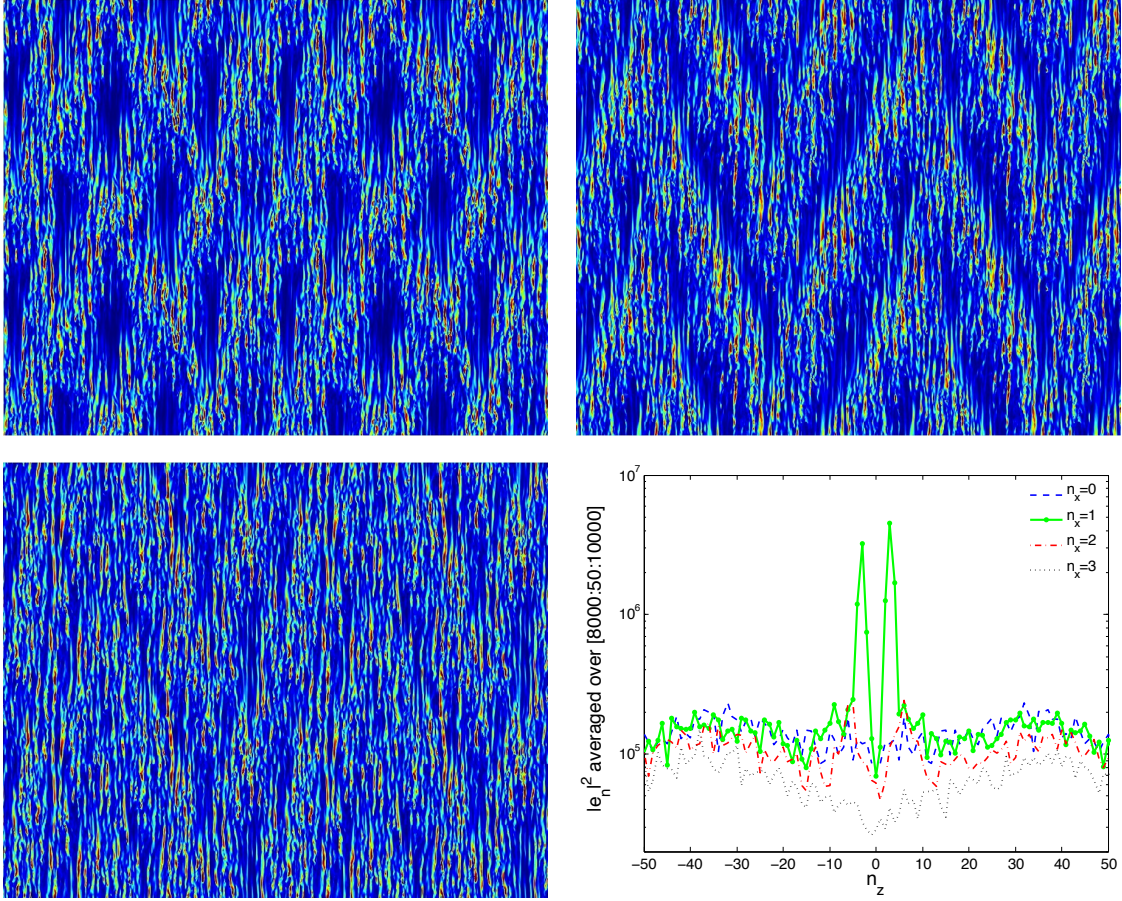 10^7
10^6
10^5
|e_n|^2 averaged over [8000:50:10000]
n_x=0
n_x=1
n_x=2
n_x=3
−50 −40 −30 −20 −10 0 10 20 30 40 50
n_z